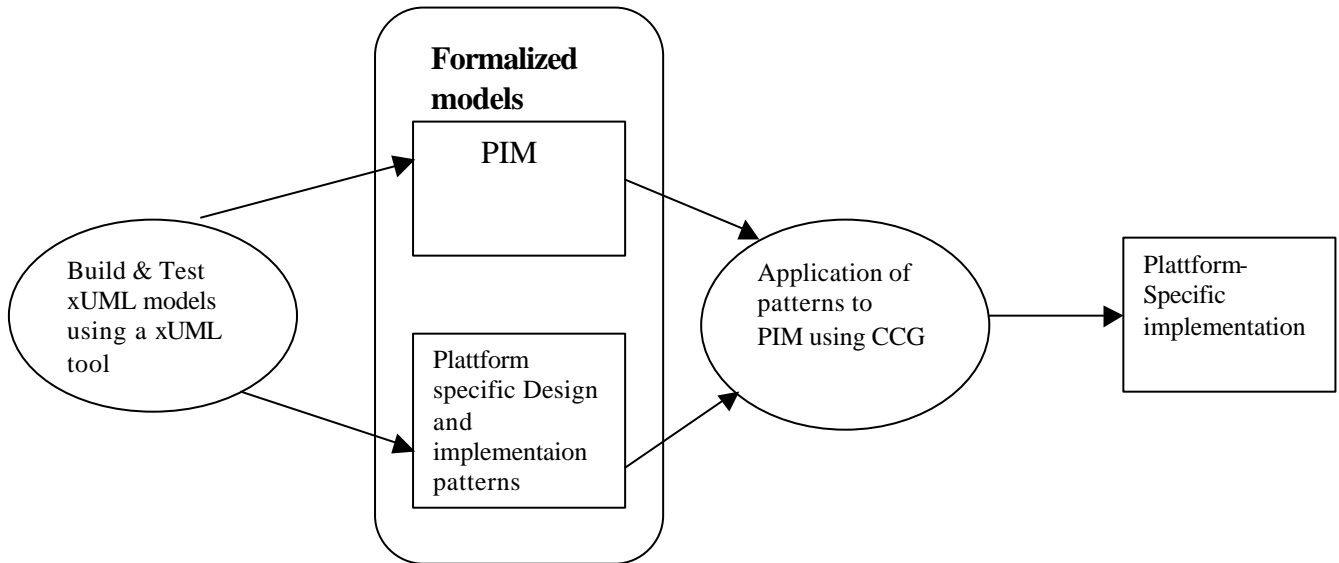 Formalized
models
PIM
Build & Test
xUML models
using a xUML
tool
Plattform
specific Design
and
implementaion
patterns
Application of
patterns to
PIM using CCG
Plattform-
Specific
implementation